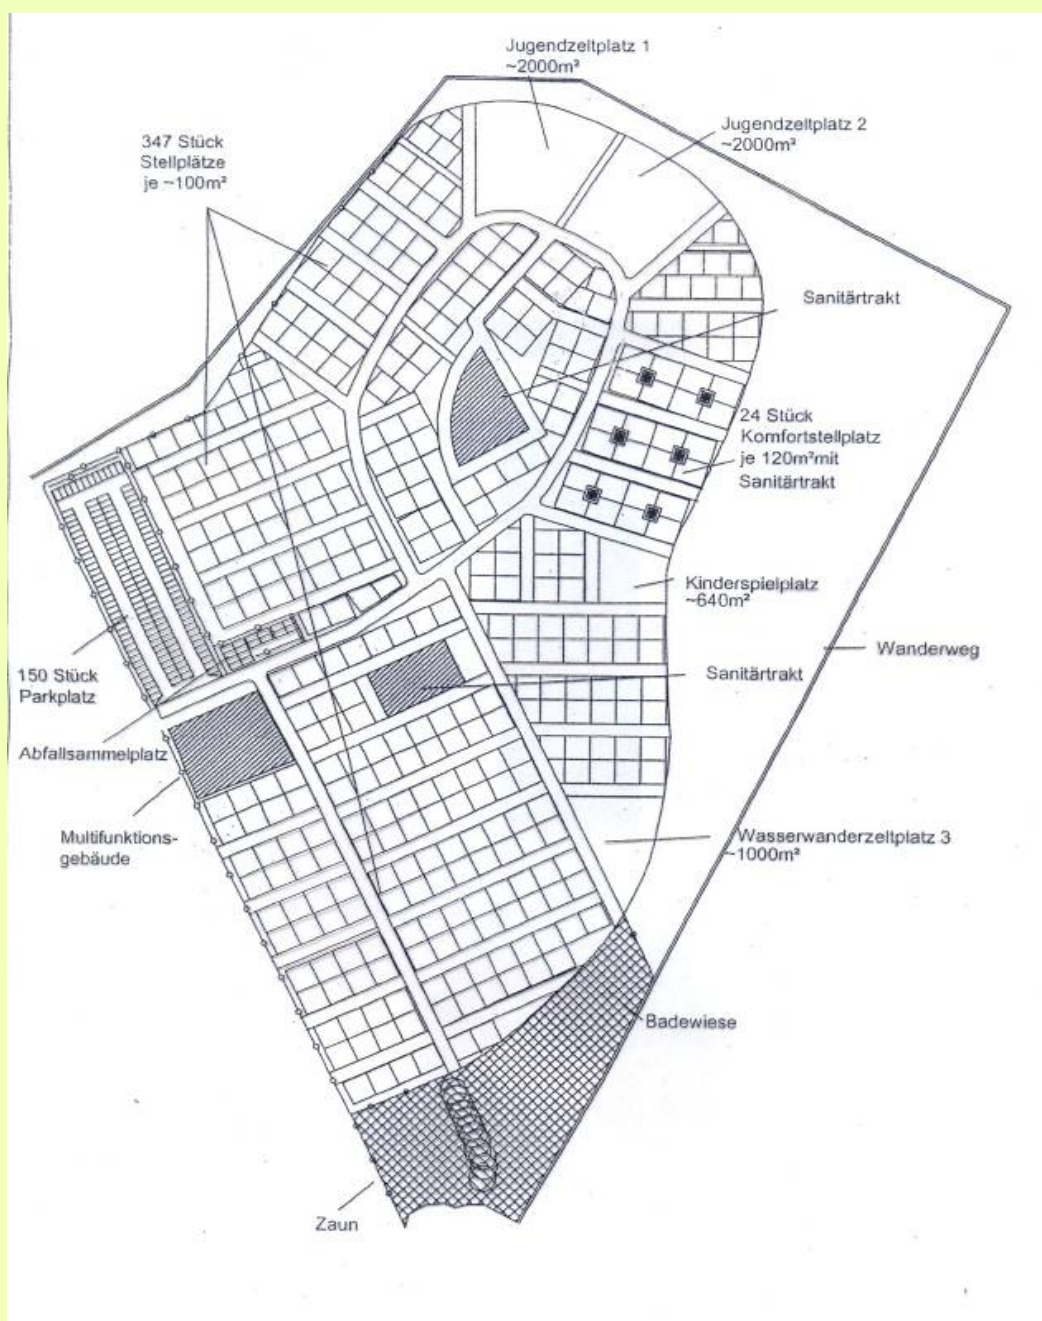 Jugendzeltplatz 1
~2000m²
Jugendzeltplatz 2
~2000m²
347 Stück
Stellplätze
je ~100m²
Sanitärtrakt
24 Stück
Komfortstellplatz
je 120m²mit
Sanitärtrakt
Kinderspielplatz
~640m²
Wanderweg
Sanitärtrakt
150 Stück
Parkplatz
Abfallsammelplatz
Multifunktions-
gebäude
Wasserwanderzeltplatz 3
~1000m²
Badewiese
Zaun